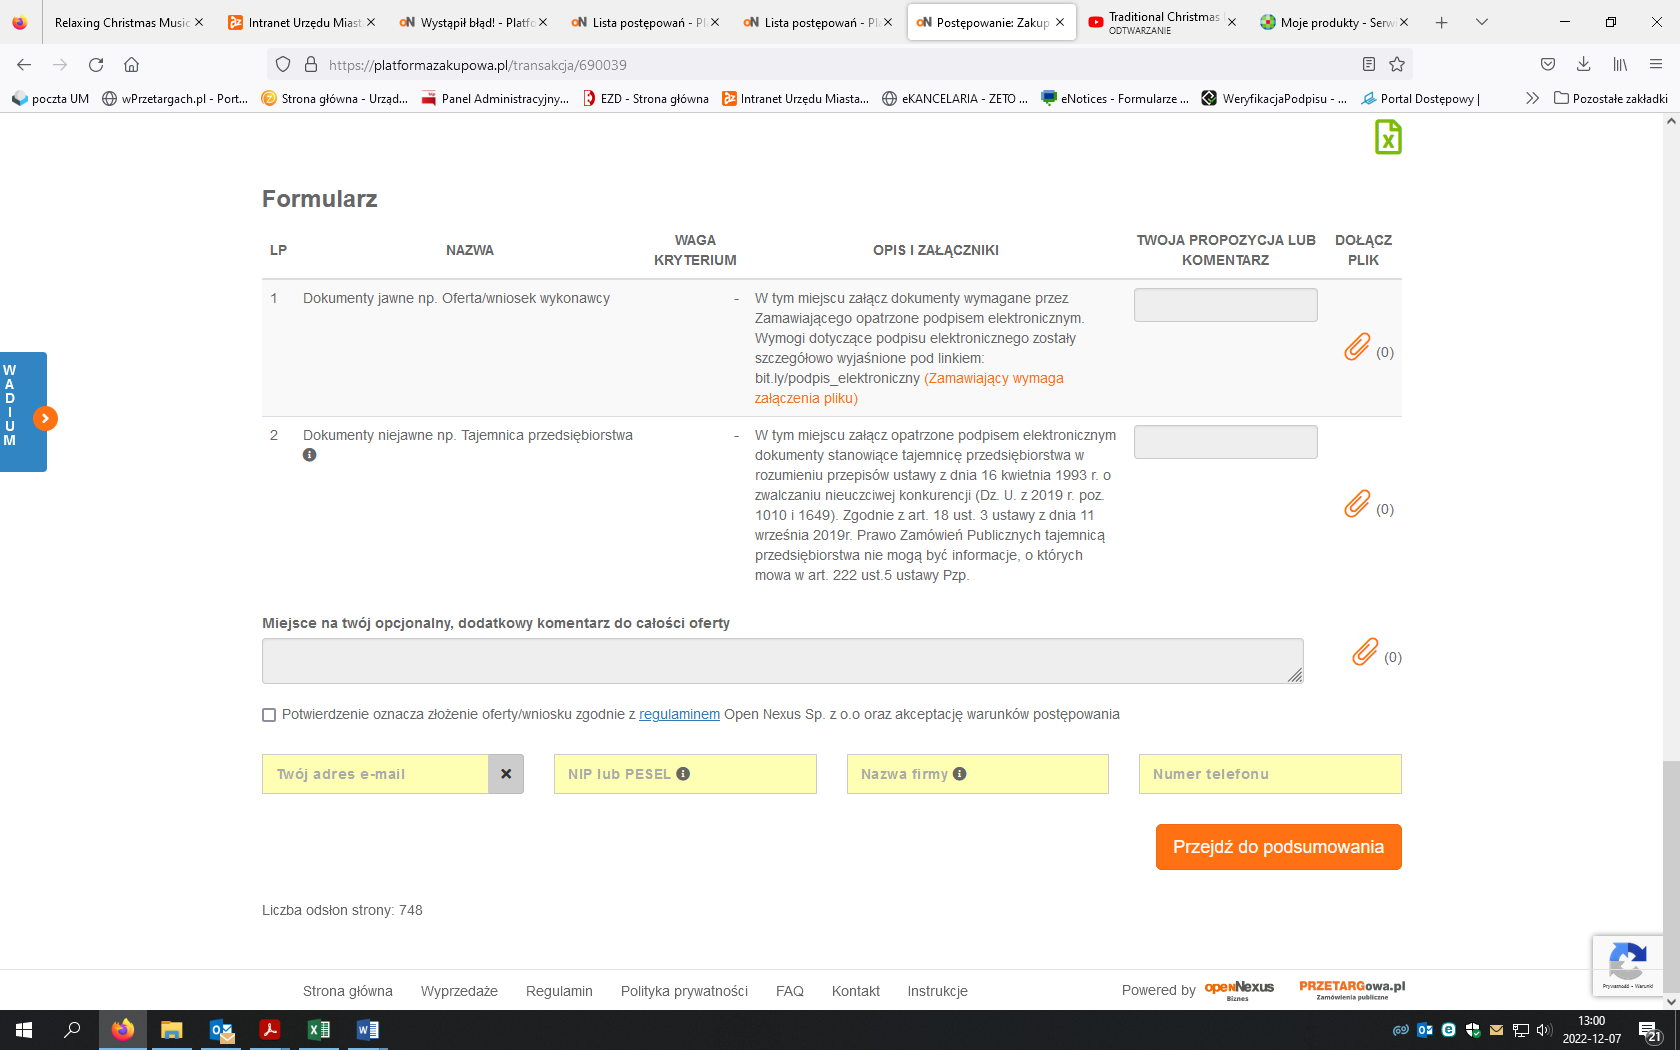 Relaxing Christmas Music
Intranet Urzędu Miast
Wystąpił błąd! - Platfo
Lista postępowań - Pl
Lista postępowań - Pl
Postępowanie: Zakup
Traditional Christmas
ODTWARZANIE
Moje produkty - Serwi
https://platformazakupowa.pl/transakcja/690039
poczta UM
wPrzetargach.pl - Port...
Strona główna - Urząd...
Panel Administracyjny...
EZD - Strona główna
Intranet Urzędu Miasta...
eKANCELARIA - ZETO ...
eNotices - Formularze ...
WeryfikacjaPodpisu - ...
Portal Dostępowy |
Pozostałe zakładki
Formularz
LP
NAZWA
WAGA
KRYTERIUM
OPIS I ZAŁĄCZNIKI
TWOJA PROPOZYCJA LUB
KOMENTARZ
DOŁĄCZ
PLIK
1
Dokumenty jawne np. Oferta/wniosek wykonawcy
-
W tym miejscu załącz dokumenty wymagane przez
Zamawiającego opatrzone podpisem elektronicznym.
Wymogi dotyczące podpisu elektronicznego zostały
szczegółowo wyjaśnione pod linkiem:
bit.ly/podpis_elektroniczny (Zamawiający wymaga
załączenia pliku)
(0)
2
Dokumenty niejawne np. Tajemnica przedsiębiorstwa
-
W tym miejscu załącz opatrzone podpisem elektronicznym
dokumenty stanowiące tajemnicę przedsiębiorstwa w
rozumieniu przepisów ustawy z dnia 16 kwietnia 1993 r. o
zwalczaniu nieuczciwej konkurencji (Dz. U. z 2019 r. poz.
1010 i 1649). Zgodnie z art. 18 ust. 3 ustawy z dnia 11
września 2019r. Prawo Zamówień Publicznych tajemnicą
przedsiębiorstwa nie mogą być informacje, o których
mowa w art. 222 ust.5 ustawy Pzp.
(0)
WADIUM
Miejsce na twój opcjonalny, dodatkowy komentarz do całości oferty
(0)
Potwierdzenie oznacza złożenie oferty/wniosku zgodnie z regulaminem Open Nexus Sp. z o.o oraz akceptację warunków postępowania
Twój adres e-mail
NIP lub PESEL
Nazwa firmy
Numer telefonu
Przejdź do podsumowania
Liczba odsłon strony: 748
Prywatność - Warunki
Strona główna
Wyprzedaże
Regulamin
Polityka prywatności
FAQ
Kontakt
Instrukcje
Powered by
openNexus
Biznes
PRZETARGowa.pl
Zamówienia publiczne
13:00
2022-12-07
21